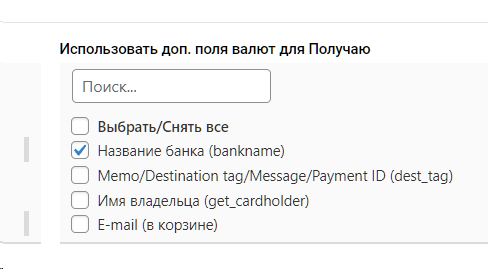 Использовать доп. поля валют для Получаю
Поиск...
Выбрать/Снять все
Название банка (bankname)
Memo/Destination tag/Message/Payment ID (dest_tag)
Имя владельца (get_cardholder)
E-mail (в корзине)